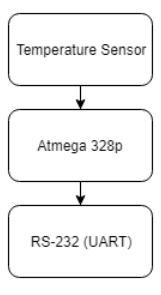 Temperature Sensor
Atmega 328p
RS-232 (UART)